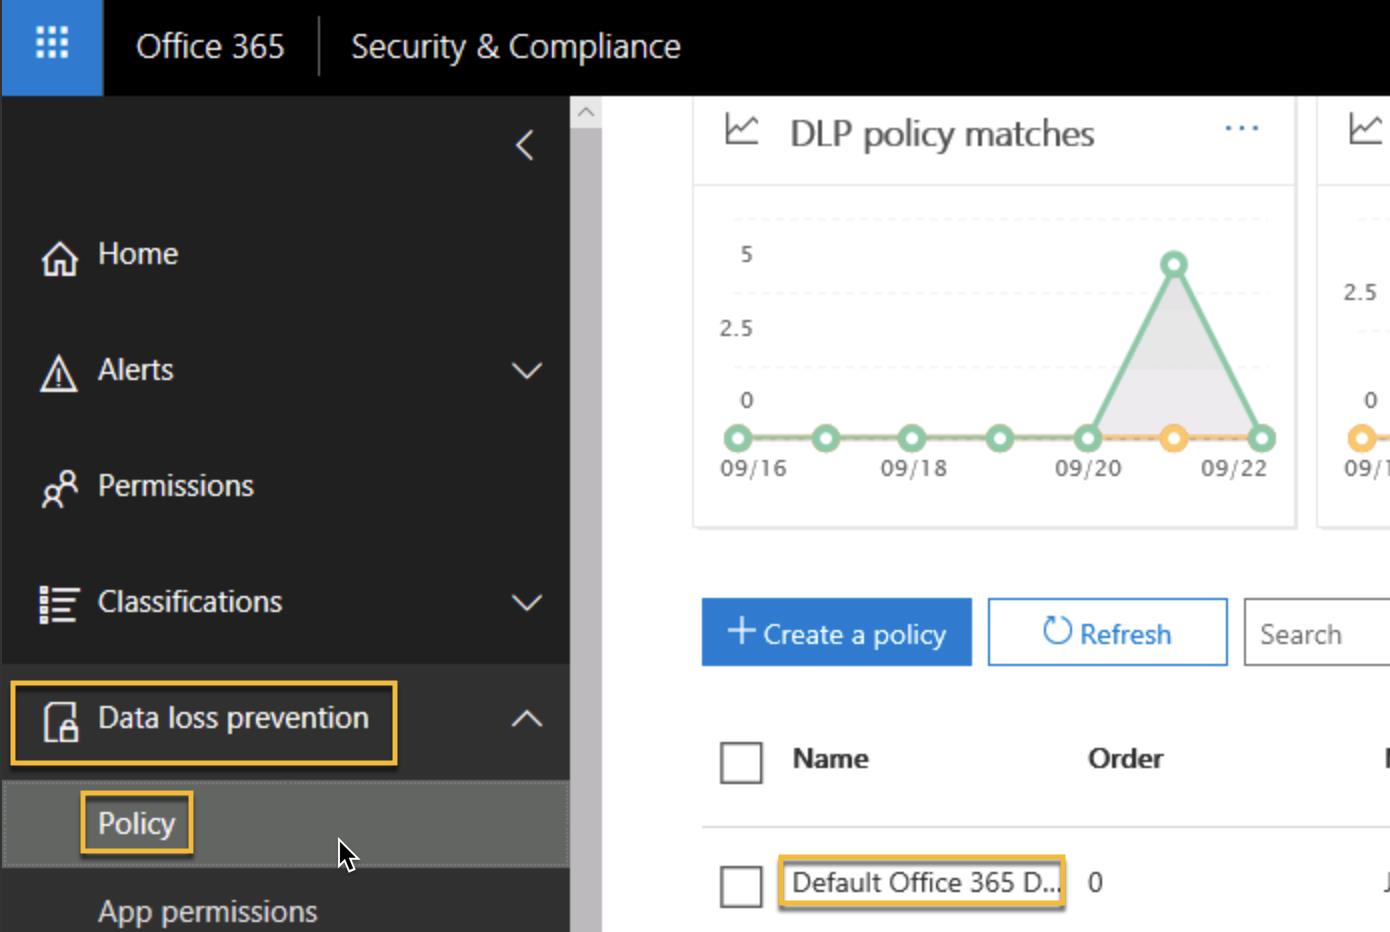 Office 365
Security & Compliance
Home
Alerts
Permissions
Classifications
Data loss prevention
Policy
App permissions
DLP policy matches
...
5
2.5
0
09/16
09/18
09/20
09/22
2.5
0
Create a policy
Refresh
Search
Name
Order
Default Office 365 D...
0